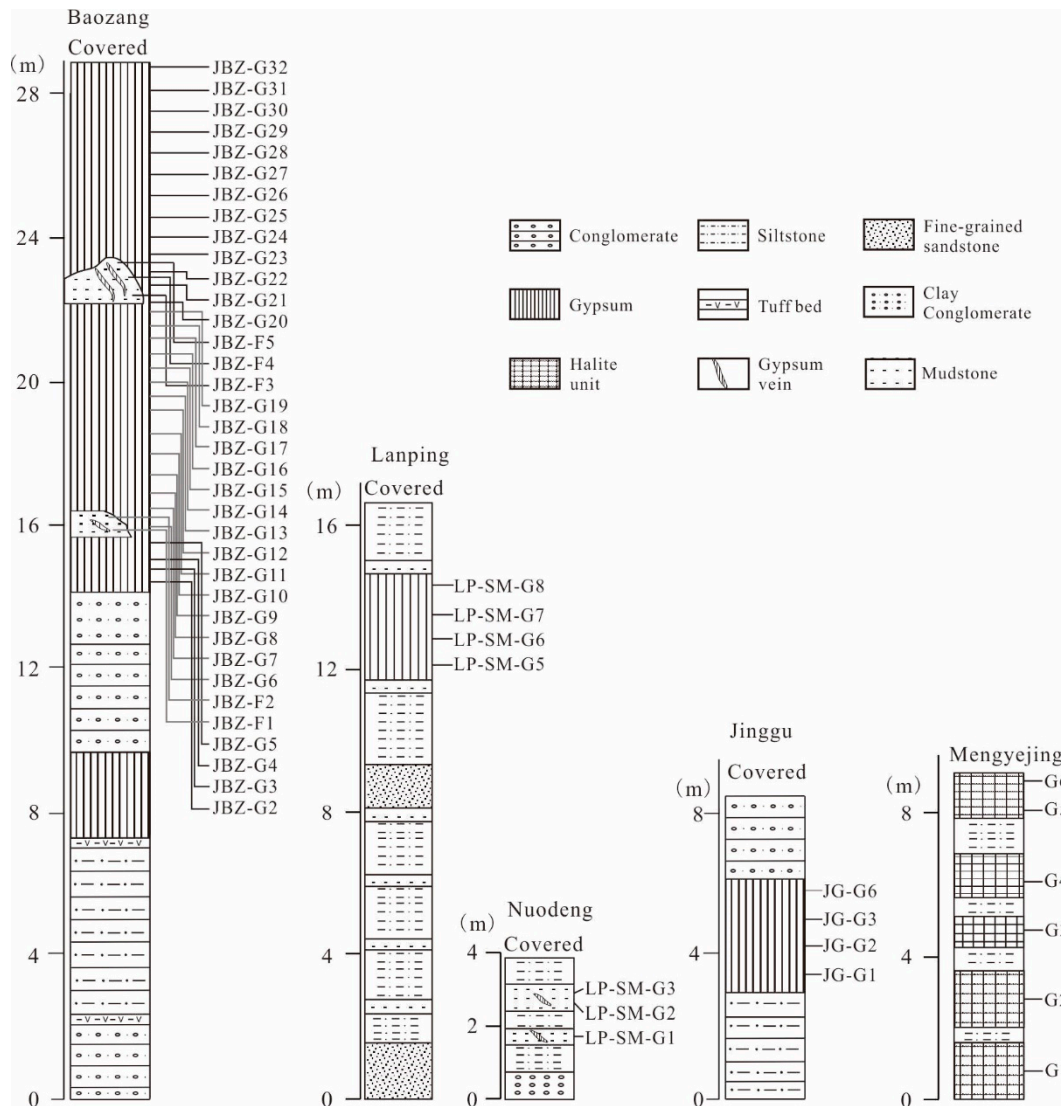 Baozang
Covered
(m)
28
24
20
16
12
8
4
0
JBZ-G32
JBZ-G31
JBZ-G30
JBZ-G29
JBZ-G28
JBZ-G27
JBZ-G26
JBZ-G25
JBZ-G24
JBZ-G23
JBZ-G22
JBZ-G21
JBZ-G20
JBZ-F5
JBZ-F4
JBZ-F3
JBZ-G19
JBZ-G18
JBZ-G17
JBZ-G16
JBZ-G15
JBZ-G14
JBZ-G13
JBZ-G12
JBZ-G11
JBZ-G10
JBZ-G9
JBZ-G8
JBZ-G7
JBZ-G6
JBZ-F2
JBZ-F1
JBZ-G5
JBZ-G4
JBZ-G3
JBZ-G2
Conglomerate
Siltstone
Fine-grained
sandstone
Gypsum
Tuff bed
Clay
Conglomerate
Halite
unit
Gypsum
vein
Mudstone
Lanping
(m)
Covered
16
12
8
4
0
LP-SM-G8
LP-SM-G7
LP-SM-G6
LP-SM-G5
Nuodeng
(m)
Covered
4
2
0
LP-SM-G3
LP-SM-G2
LP-SM-G1
Jinggu
Covered
(m)
8
4
0
JG-G6
JG-G3
JG-G2
JG-G1
Mengyejing
(m)
8
4
0